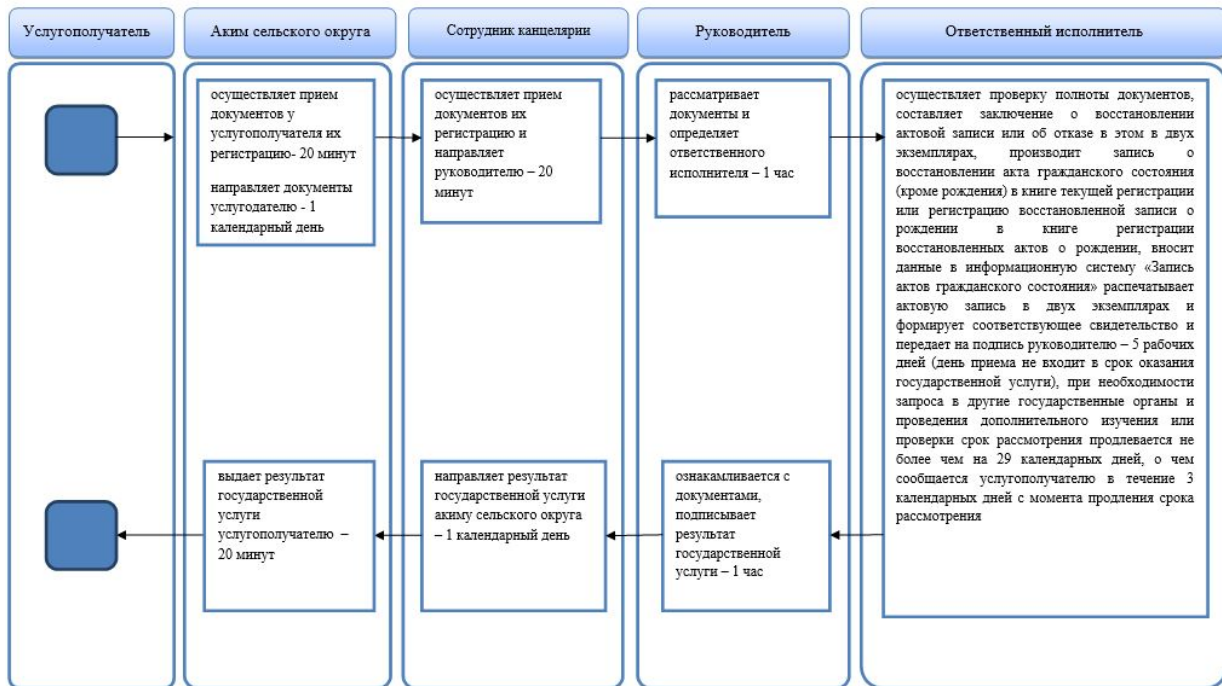 Услугополучатель
Аким сельского округа
Сотрудник канцелярии
Руководитель
Ответственный исполнитель
осуществляет прием
документов у
услугополучателя их
регистрацию- 20 минут
направляет документы
услугодателю - 1
календарный день
осуществляет прием
документов их
регистрацию и
направляет
руководителю – 20
минут
рассматривает
документы и
определяет
ответственного
исполнителя – 1 час
осуществляет проверку полноты документов,
составляет заключение о восстановлении
актовой записи или об отказе в этом в двух
экземплярах, производит запись о
восстановлении акта гражданского состояния
(кроме рождения) в книге текущей регистрации
или регистрацию восстановленной записи о
рождении в книге регистрации
восстановленных актов о рождении, вносит
данные в информационную систему «Запись
актов гражданского состояния» распечатывает
актовую запись в двух экземплярах и
формирует соответствующее свидетельство и
передает на подпись руководителю – 5 рабочих
дней (день приема не входит в срок оказания
государственной услуги), при необходимости
запроса в другие государственные органы и
проведения дополнительного изучения или
проверки срок рассмотрения продлевается не
более чем на 29 календарных дней, о чем
сообщается услугополучателю в течение 3
календарных дней с момента продления срока
рассмотрения
выдает результат
государственной
услуги
услугополучателю –
20 минут
направляет результат
государственной услуги
акиму сельского округа
– 1 календарный день
ознакамливается с
документами,
подписывает
результат
государственной
услуги – 1 час